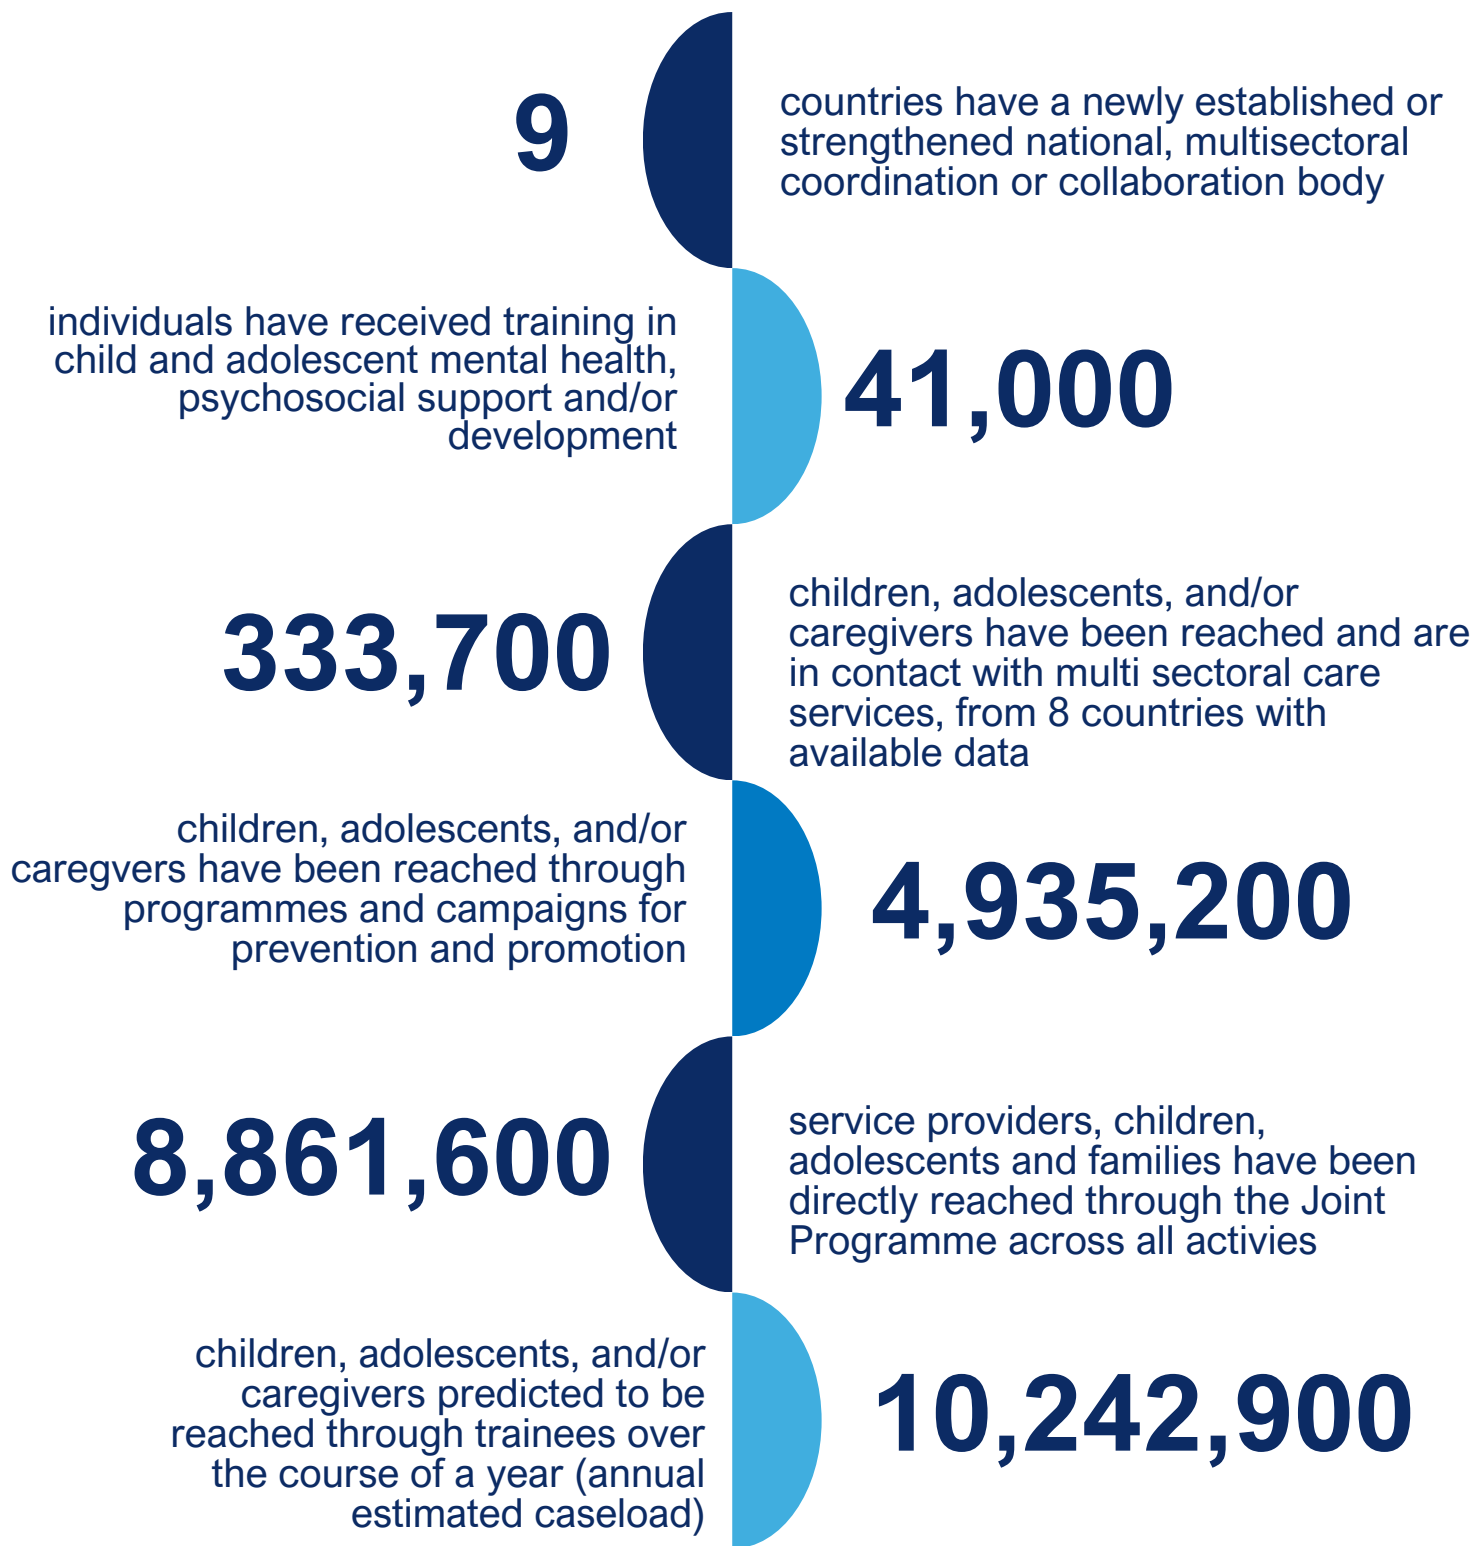 9
countries have a newly established or
strengthened national, multisectoral
coordination or collaboration body
individuals have received training in
child and adolescent mental health,
psychosocial support and/or
development
41,000
333,700
children, adolescents, and/or
caregivers have been reached and are
in contact with multi sectoral care
services, from 8 countries with
available data
children, adolescents, and/or
caregvers have been reached through
programmes and campaigns for
prevention and promotion
4,935,200
8,861,600
service providers, children,
adolescents and families have been
directly reached through the Joint
Programme across all activies
children, adolescents, and/or
caregivers predicted to be
reached through trainees over
the course of a year (annual
estimated caseload)
10,242,900